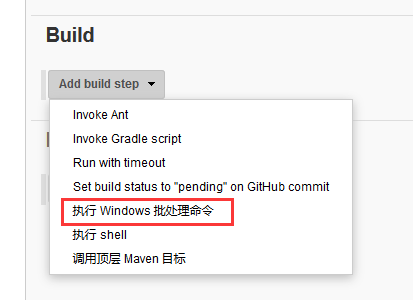 Build
Add build step
Invoke Ant
Invoke Gradle script
Run with timeout
Set build status to "pending" on GitHub commit
执行 Windows 批处理命令
执行 shell
调用顶层 Maven 目标